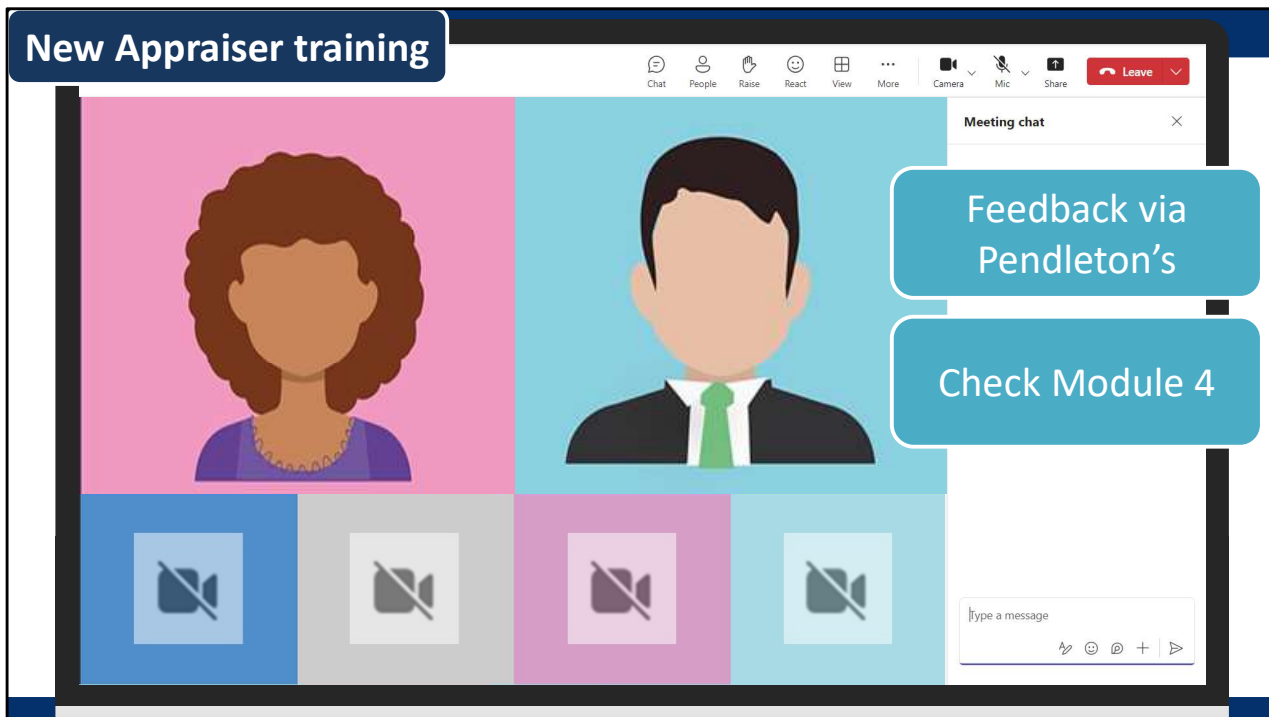 New Appraiser training
Chat People Raise React View More Camera Mic Share Leave
Meeting chat
Feedback via
Pendleton's
Check Module 4
Type a message